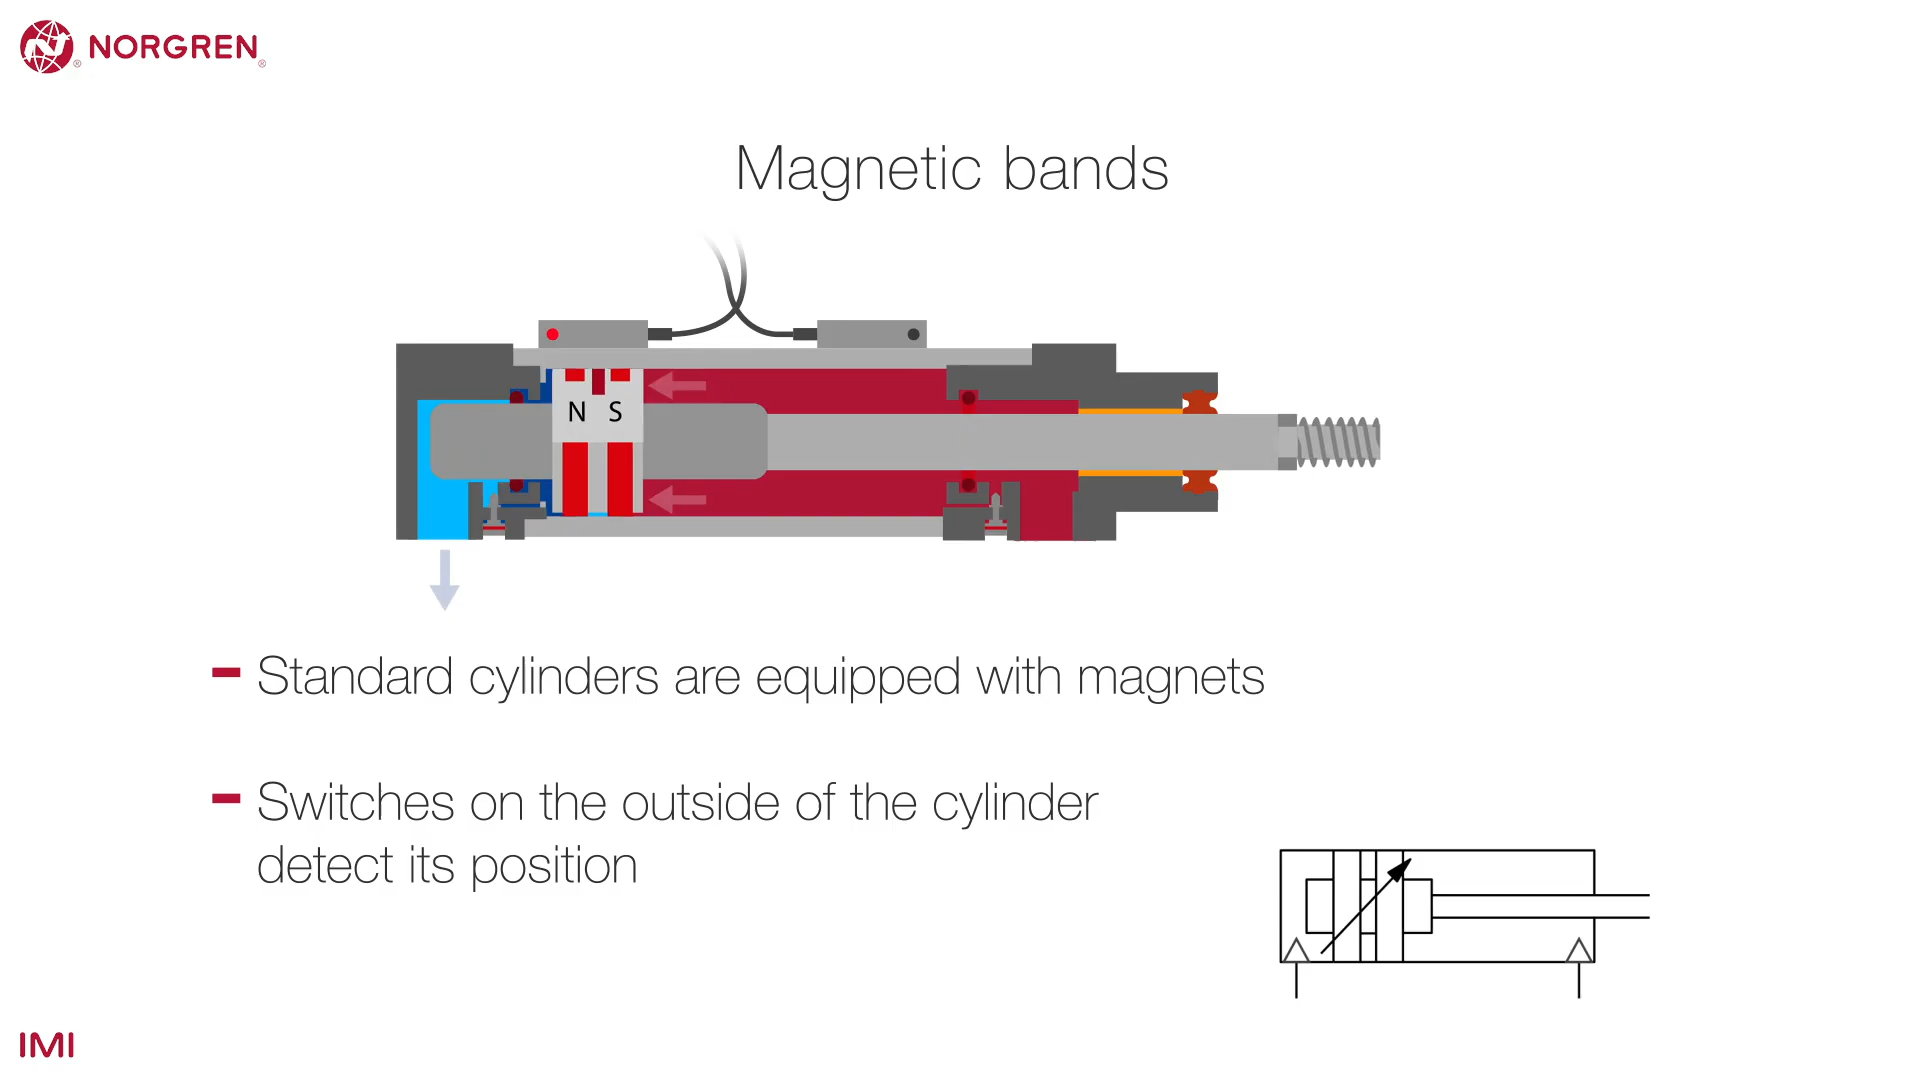 NORGREN
Magnetic bands
N S
Standard cylinders are equipped with magnets
Switches on the outside of the cylinder
detect its position
IMI